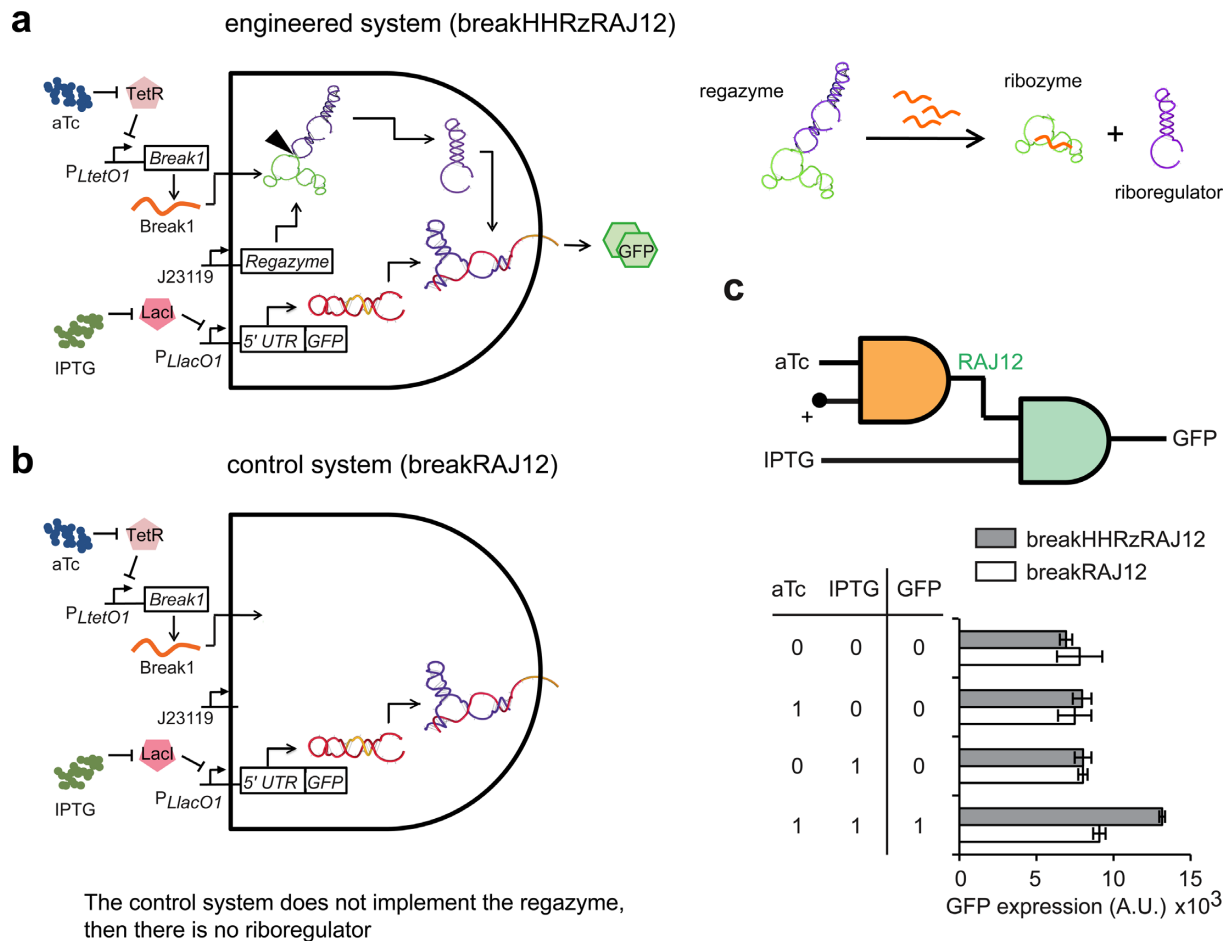 a
engineered system (breakHHRzRAJ12)
aTc
TetR
PLtetO1
Break1
Break1
J23119
Regazyme
LacI
IPTG
PLlacO1
5' UTR GFP
GFP
regazyme
ribozyme
+
riboregulator
b
control system (breakRAJ12)
aTc
TetR
PLtetO1
Break1
Break1
J23119
LacI
IPTG
PLlacO1
5' UTR GFP
The control system does not implement the regazyme,
then there is no riboregulator
c
aTc
RAJ12
+
IPTG
GFP
breakHHRzRAJ12
breakRAJ12
aTc IPTG GFP
0 0 0
1 0 0
0 1 0
1 1 1
0 5 10 15
GFP expression (A.U.) x10³